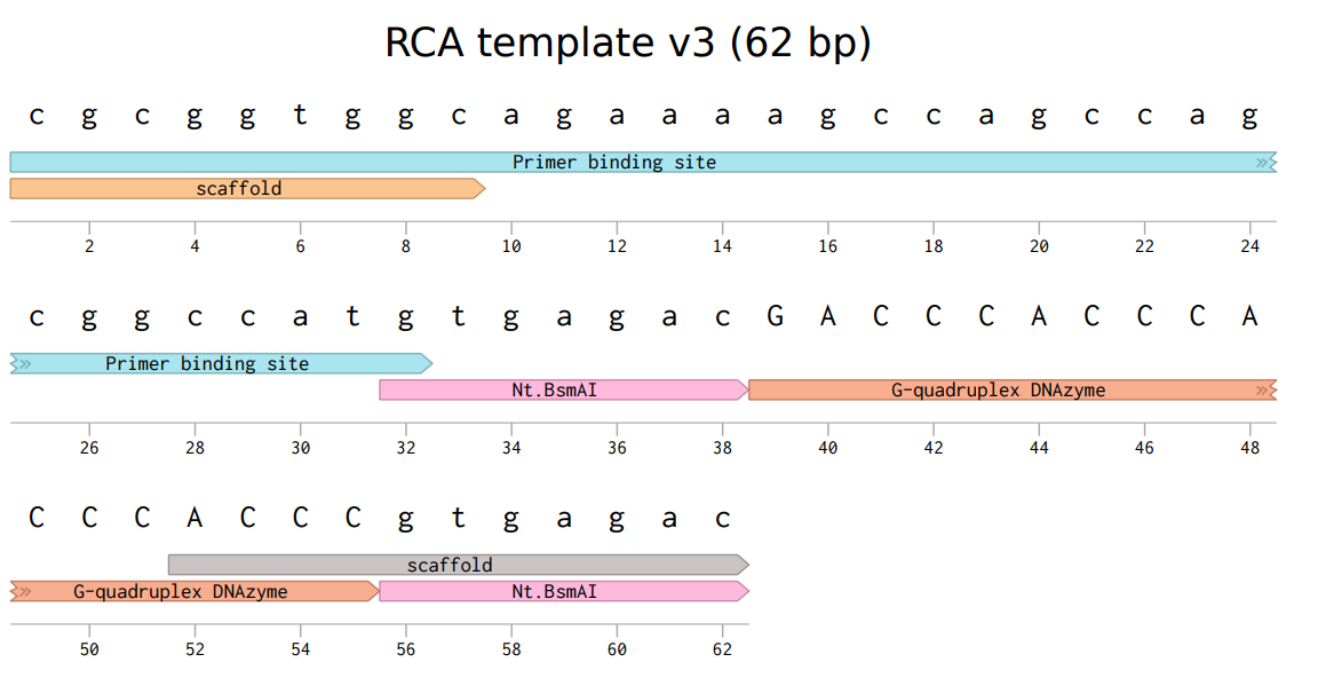 RCA template v3 (62 bp)
c g c g g t g g c a g a a a a g c c a g c c a g
Primer binding site
scaffold
2 4 6 8 10 12 14 16 18 20 22 24
c g g c c a t g t g a g a c G A C C C A C C C A
Primer binding site
Nt.BsmAI G-quadruplex DNAzyme
26 28 30 32 34 36 38 40 42 44 46 48
C C C A C C C g t g a g a c
scaffold
G-quadruplex DNAzyme Nt.BsmAI
50 52 54 56 58 60 62